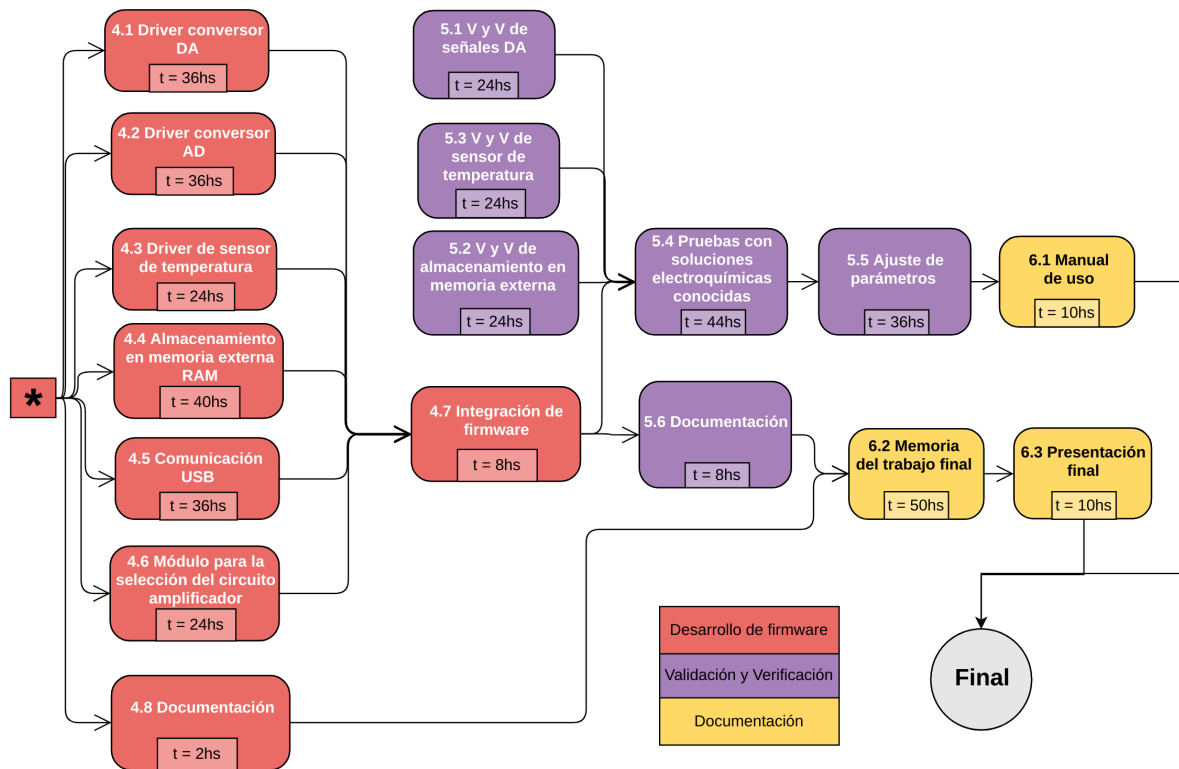 4.1 Driver conversor
DA
t = 36hs
4.2 Driver conversor
AD
t = 36hs
4.3 Driver de sensor
de temperatura
t = 24hs
4.4 Almacenamiento
en memoria externa
RAM
t = 40hs
*
4.5 Comunicación
USB
t = 36hs
4.6 Módulo para la
selección del circuito
amplificador
t = 24hs
4.8 Documentación
t = 2hs
5.1 V y V de
señales DA
t = 24hs
5.3 V y V de
sensor de
temperatura
t = 24hs
5.2 V y V de
almacenamiento en
memoria externa
t = 24hs
4.7 Integración de
firmware
t = 8hs
5.4 Pruebas con
soluciones
electroquímicas
conocidas
t = 44hs
5.5 Ajuste de
parámetros
t = 36hs
6.1 Manual
de uso
t = 10hs
5.6 Documentación
t = 8hs
6.2 Memoria
del trabajo final
t = 50hs
6.3 Presentación
final
t = 10hs
Desarrollo de firmware
Validación y Verificación
Documentación
Final